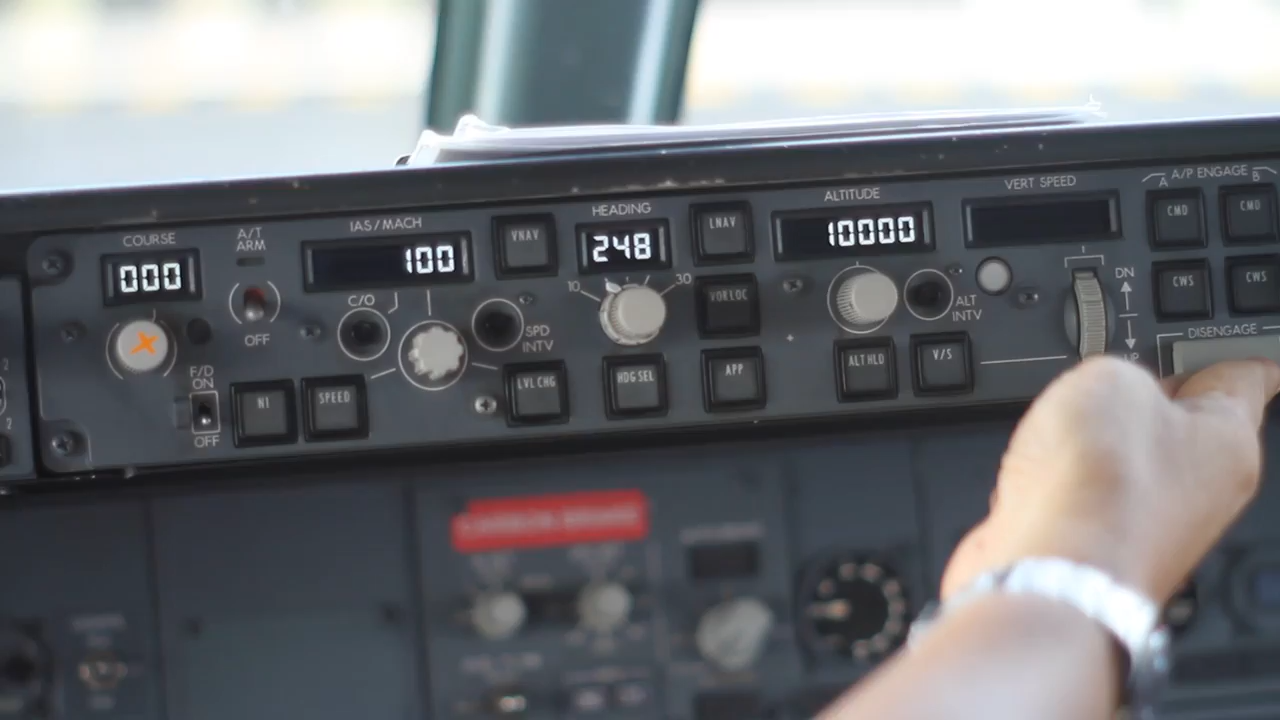 COURSE
000
A/T
ARM
OFF
IAS/MACH
100
C/O
SPD
INTV
F/D
ON
OFF
N1
SPEED
VNAV
LVL CHG
HEADING
248
10
30
HDG SEL
LNAV
VOR LOC
APP
ALTITUDE
10000
ALT
INTV
ALT HLD
V/S
VERT SPEED
DN
UP
A/P ENGAGE
A
B
CMD
CMD
CWS
CWS
DISENGAGE
2
2